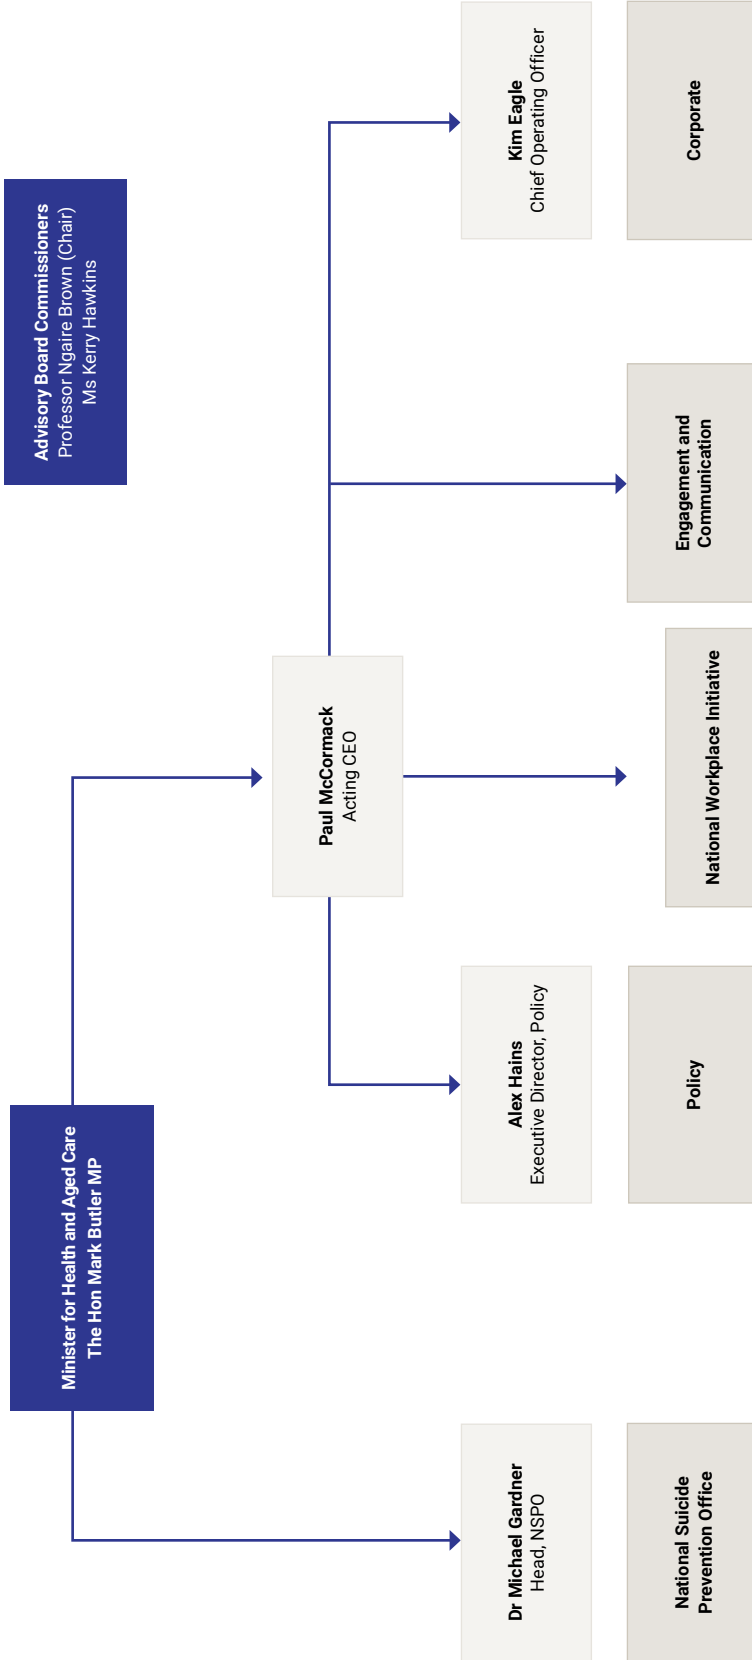 Minister for Health and Aged Care
The Hon Mark Butler MP
Advisory Board Commissioners
Professor Ngaire Brown (Chair)
Ms Kerry Hawkins
Paul McCormack
Acting CEO
Dr Michael Gardner
Head, NSPO
Alex Hains
Executive Director, Policy
Kim Eagle
Chief Operating Officer
National Suicide
Prevention Office
Policy
National Workplace Initiative
Engagement and
Communication
Corporate